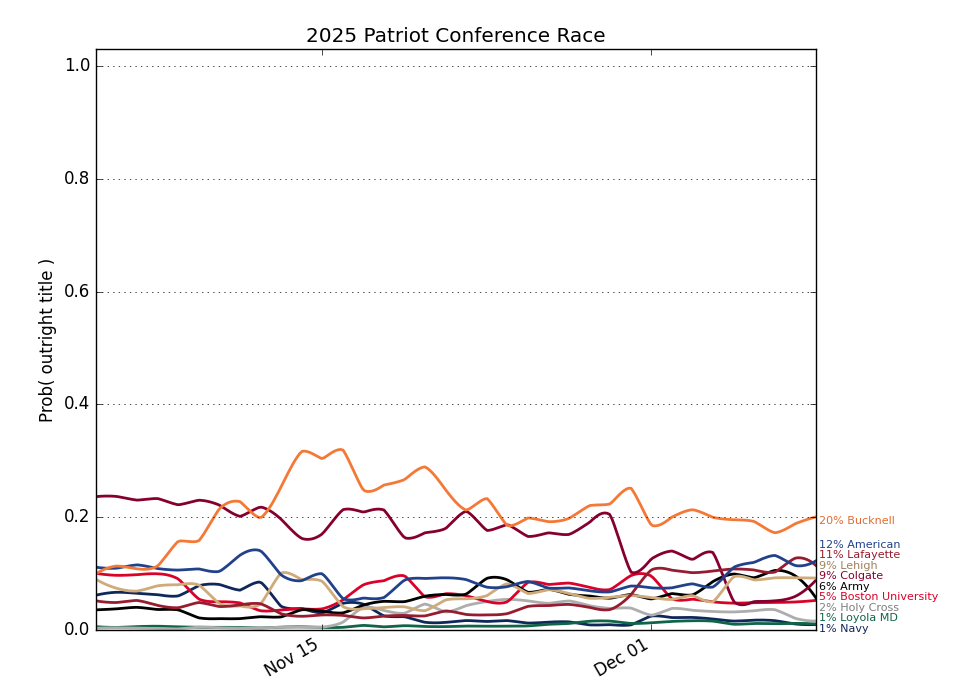 2025 Patriot Conference Race
Prob( outright title )
1.0
0.8
0.6
0.4
0.2
0.0
Nov 15
Dec 01
20% Bucknell
12% American
11% Lafayette
9% Lehigh
9% Colgate
6% Army
5% Boston University
2% Holy Cross
1% Loyola MD
1% Navy